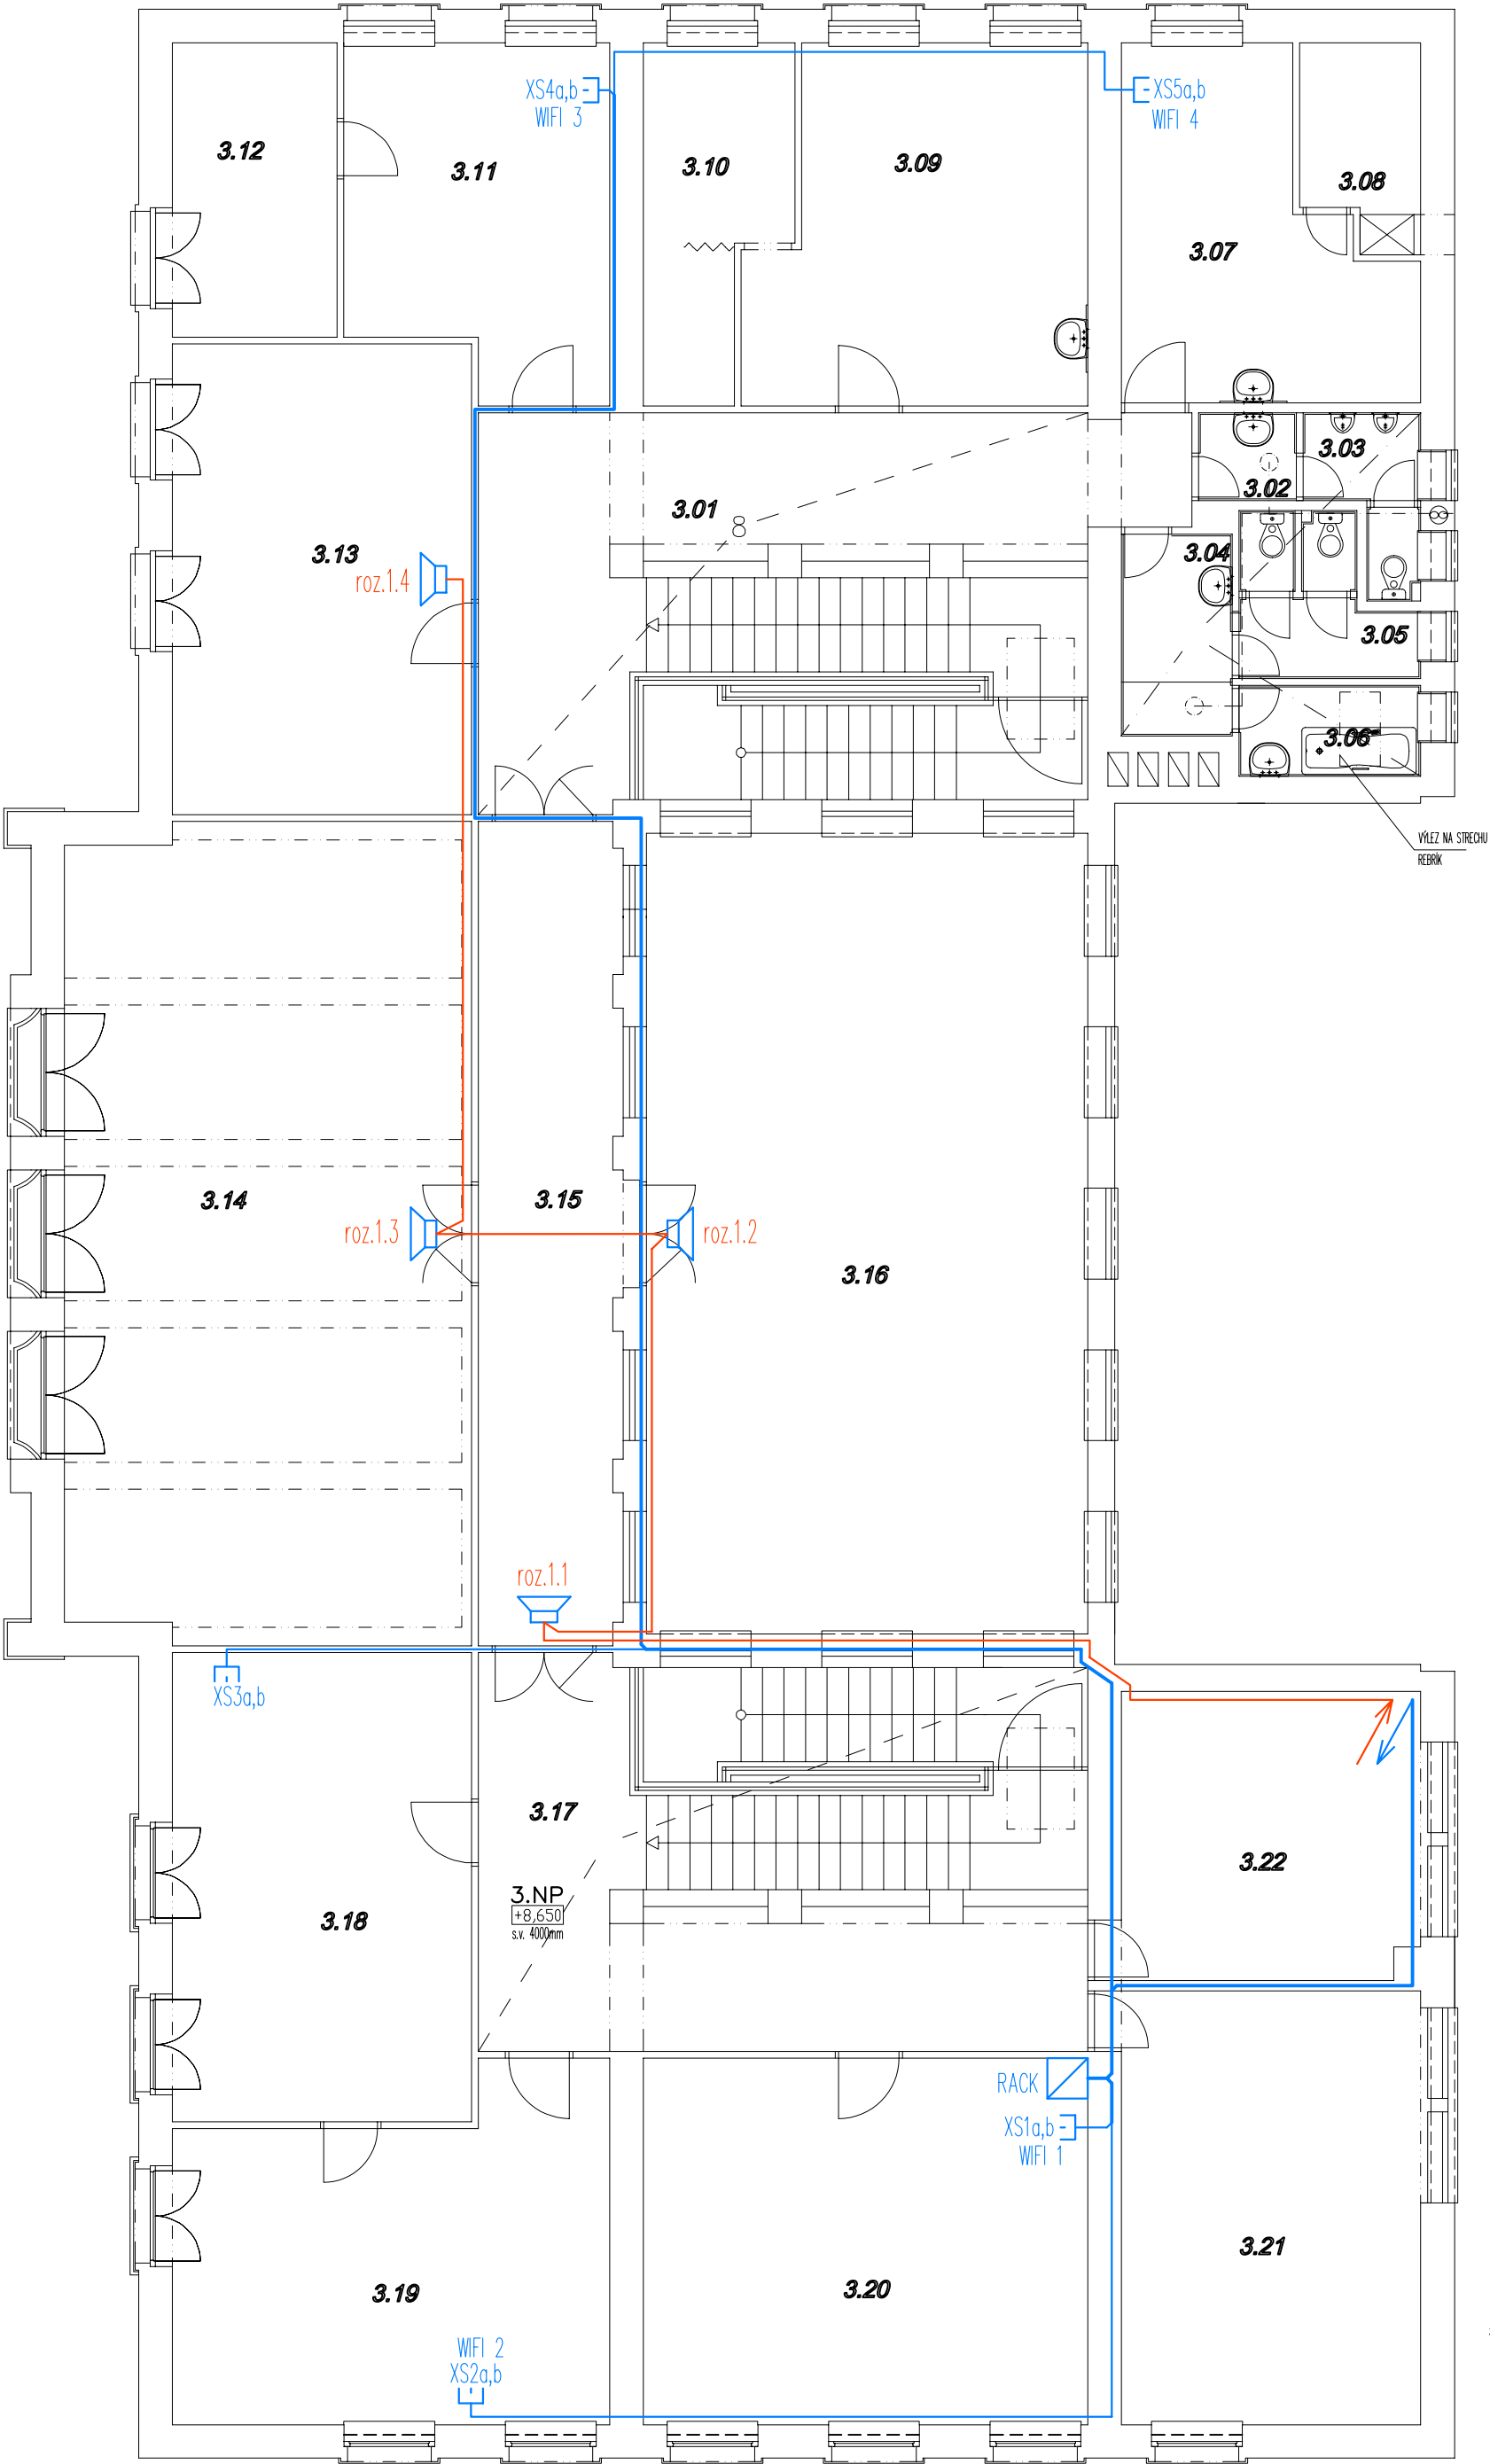 XS4a,b
WIFI 3
XS5a,b
WIFI 4
3.12
3.11
3.10
3.09
3.08
3.07
3.03
3.02
3.01
8
3.13
roz.1.4
3.04
3.05
3.06
VÝLEZ NA STRECHU
REBRÍK
3.14
3.15
roz.1.3
roz.1.2
3.16
roz.1.1
XS3a,b
3.17
3.22
3.NP
+8,650
s.v. 4000mm
3.18
RACK
XS1a,b
WIFI 1
3.21
3.19
3.20
WIFI 2
XS2a,b